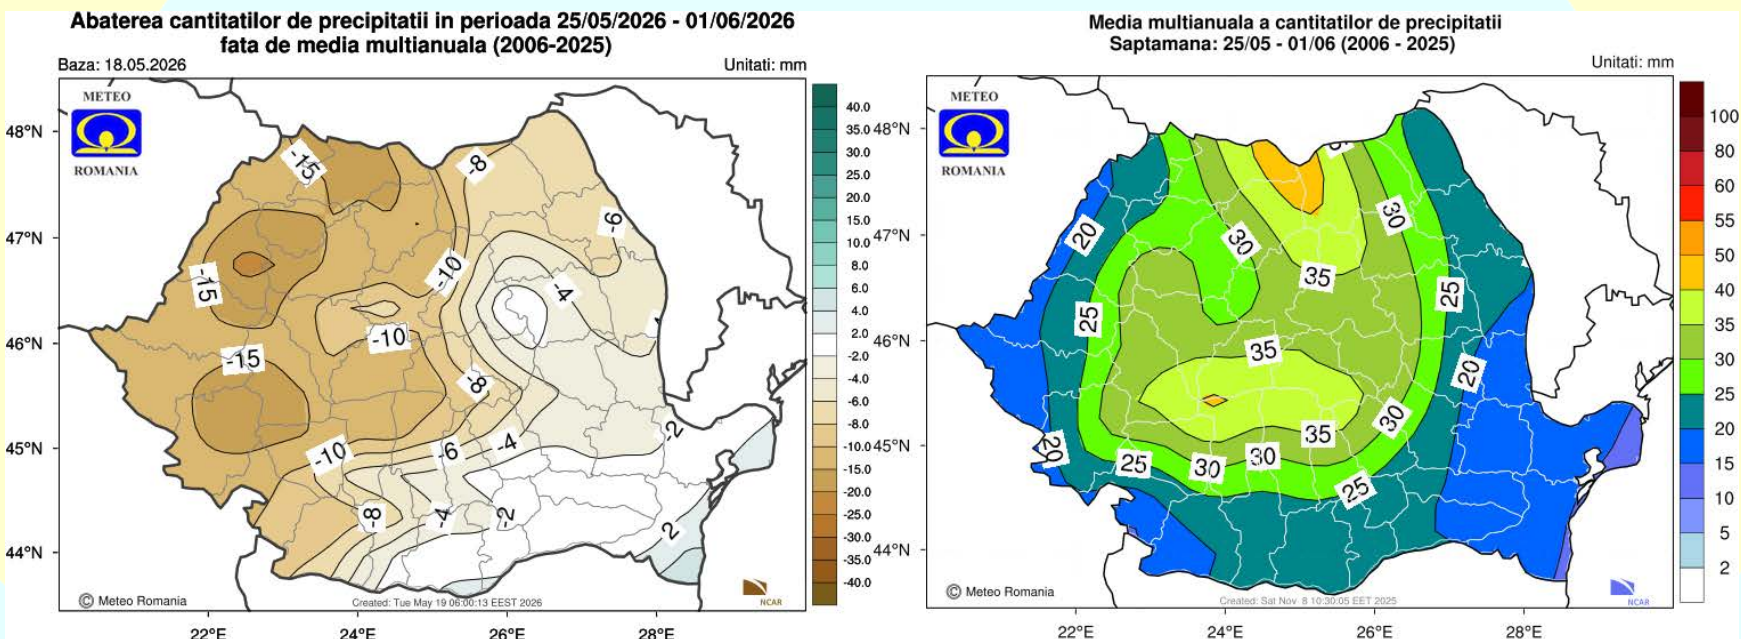 Abaterea cantitatilor de precipitatii in perioada 25/05/2026 - 01/06/2026
fata de media multianuala (2006-2025)
Baza: 18.05.2026
Unitati: mm
METEO
ROMANIA
48°N
47°N
46°N
45°N
44°N
22°E
24°E
26°E
28°E
-15
-8
-6
-10
-15
-4
-10
-15
-8
-2
-10
-6
-4
-8
-4
-2
2
40.0
35.0
30.0
25.0
20.0
15.0
10.0
8.0
6.0
4.0
2.0
-2.0
-4.0
-6.0
-8.0
-10.0
-15.0
-20.0
-25.0
-30.0
-35.0
-40.0
© Meteo Romania
Created: Tue May 19 06:00:13 EEST 2026
NCAR
Media multianuala a cantitatilor de precipitatii
Saptamana: 25/05 - 01/06 (2006 - 2025)
Unitati: mm
METEO
ROMANIA
48°N
47°N
46°N
45°N
44°N
22°E
24°E
26°E
28°E
20
30
30
35
25
25
35
20
30
35
20
25
30
30
25
100
80
60
55
50
40
35
30
25
20
15
10
5
2
© Meteo Romania
Created: Sat Nov 8 10:30:05 EET 2025
NCAR